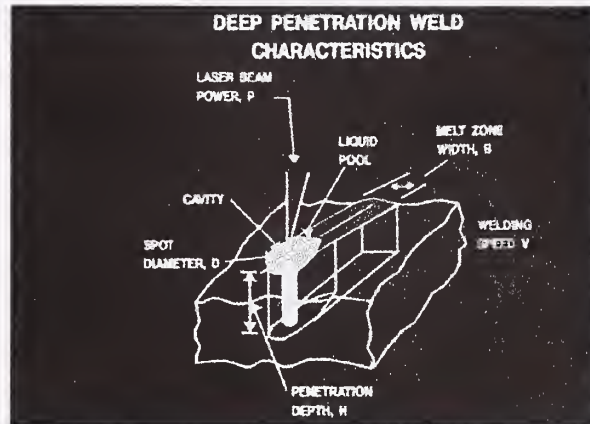 DEEP PENETRATION WELD
CHARACTERISTICS
LASER BEAM
POWER, P
LIQUID
POOL
MELT ZONE
WIDTH, B
CAVITY
WELDING
SPEED V
SPOT
DIAMETER, D
PENETRATION
DEPTH, H